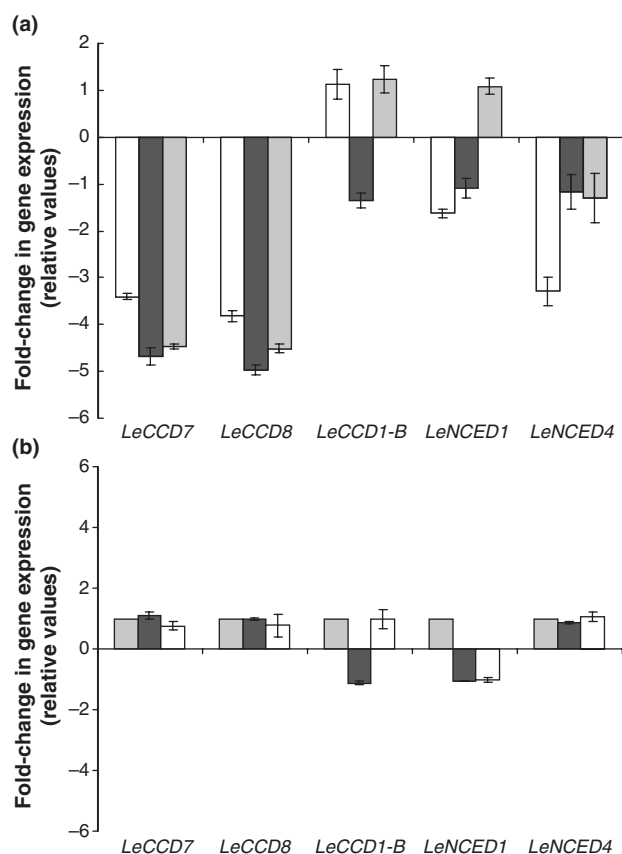 (a)
Fold-change in gene expression
(relative values)
2
1
0
–1
–2
–3
–4
–5
–6
LeCCD7 LeCCD8 LeCCD1-B LeNCED1 LeNCED4
(b)
Fold-change in gene expression
(relative values)
6
4
2
0
–2
–4
–6
LeCCD7 LeCCD8 LeCCD1-B LeNCED1 LeNCED4